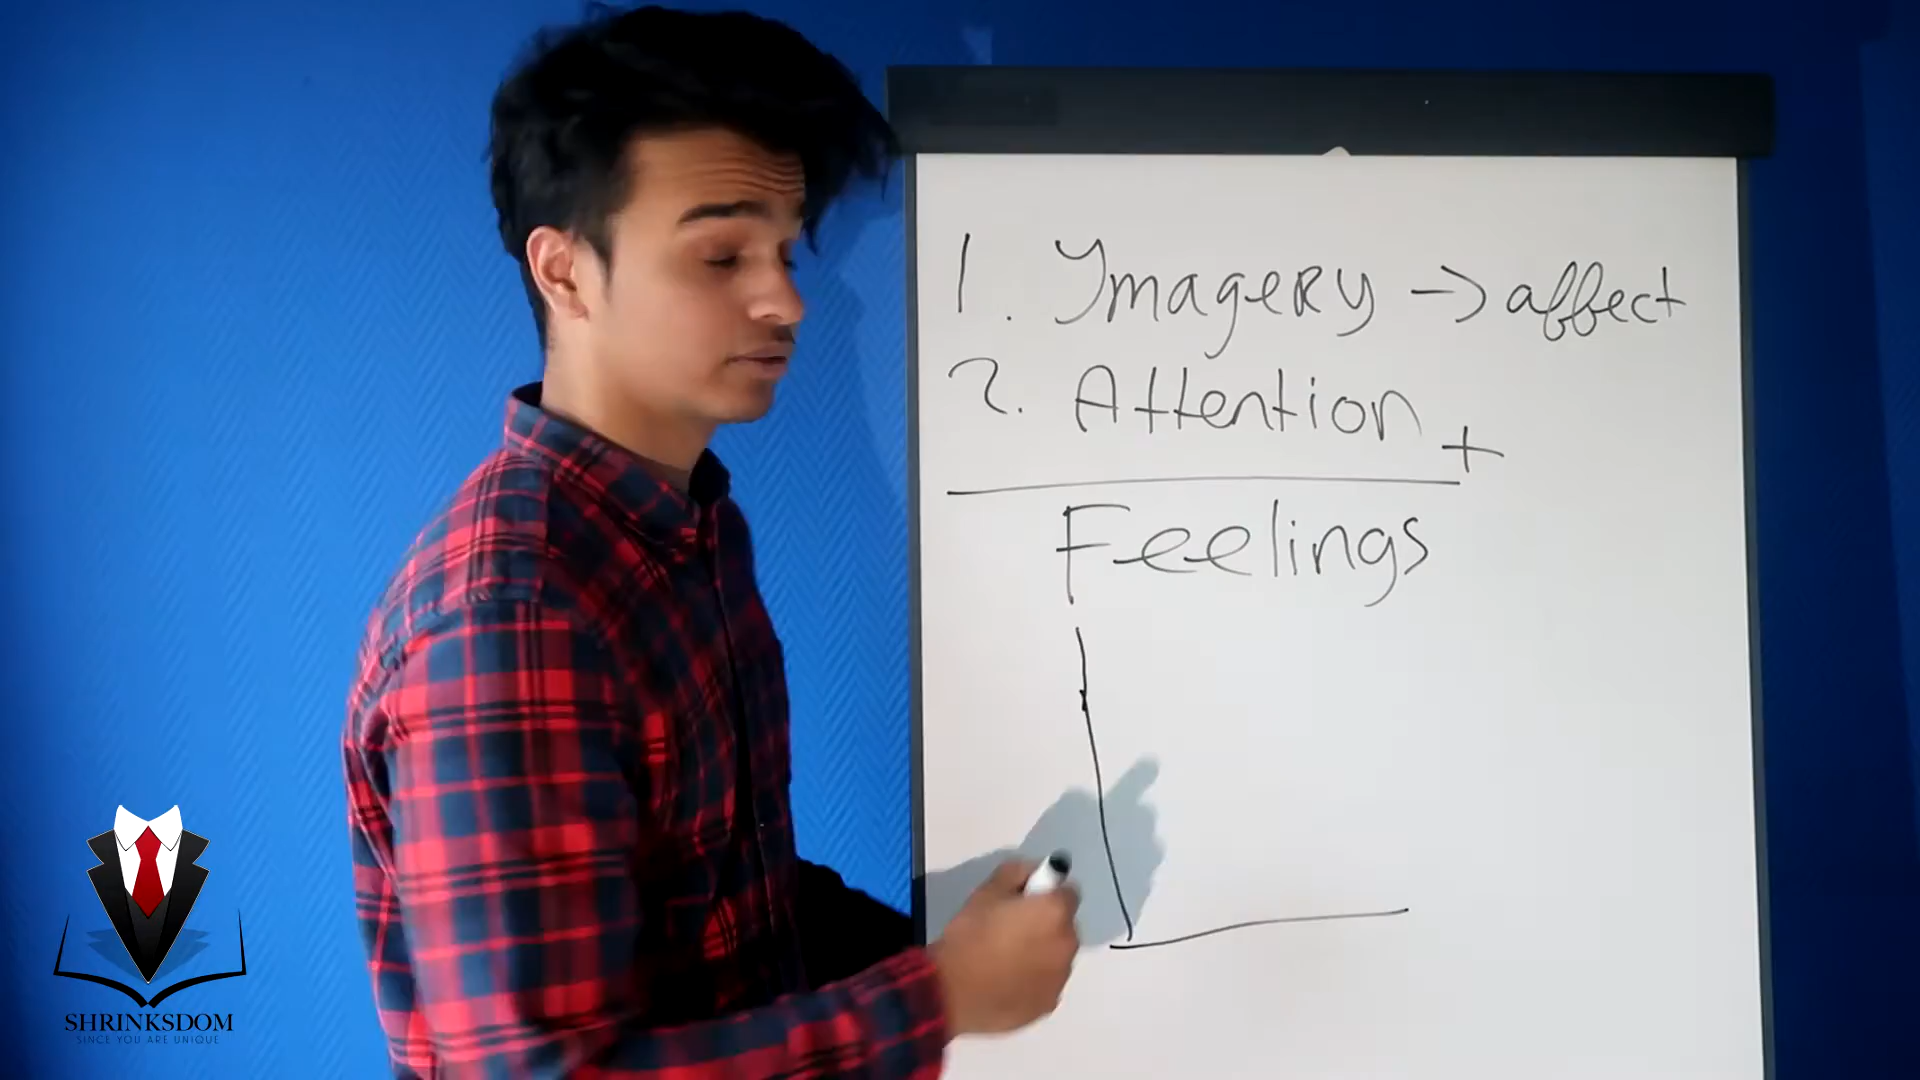 1. Imagery → affect
2. Attention +
Feelings
SHRINKSDOM
SINCE YOU ARE UNIQUE